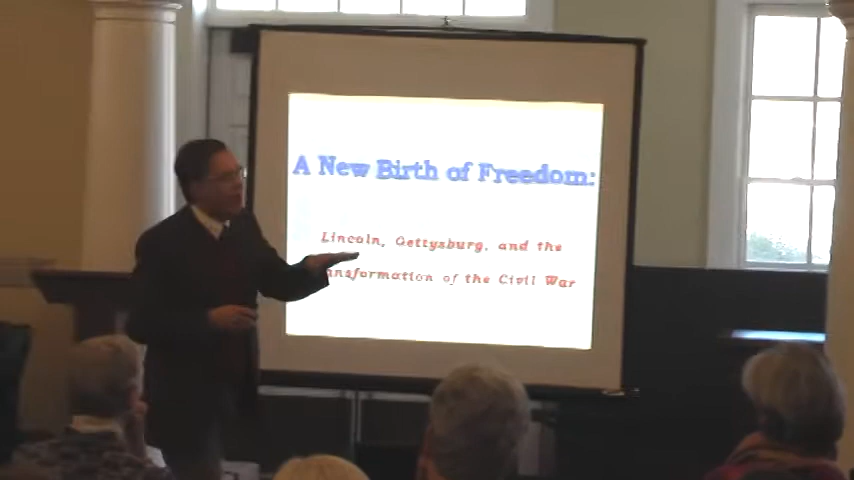 A New Birth of Freedom:
Lincoln, Gettysburg, and the
ansformation of the Civil War